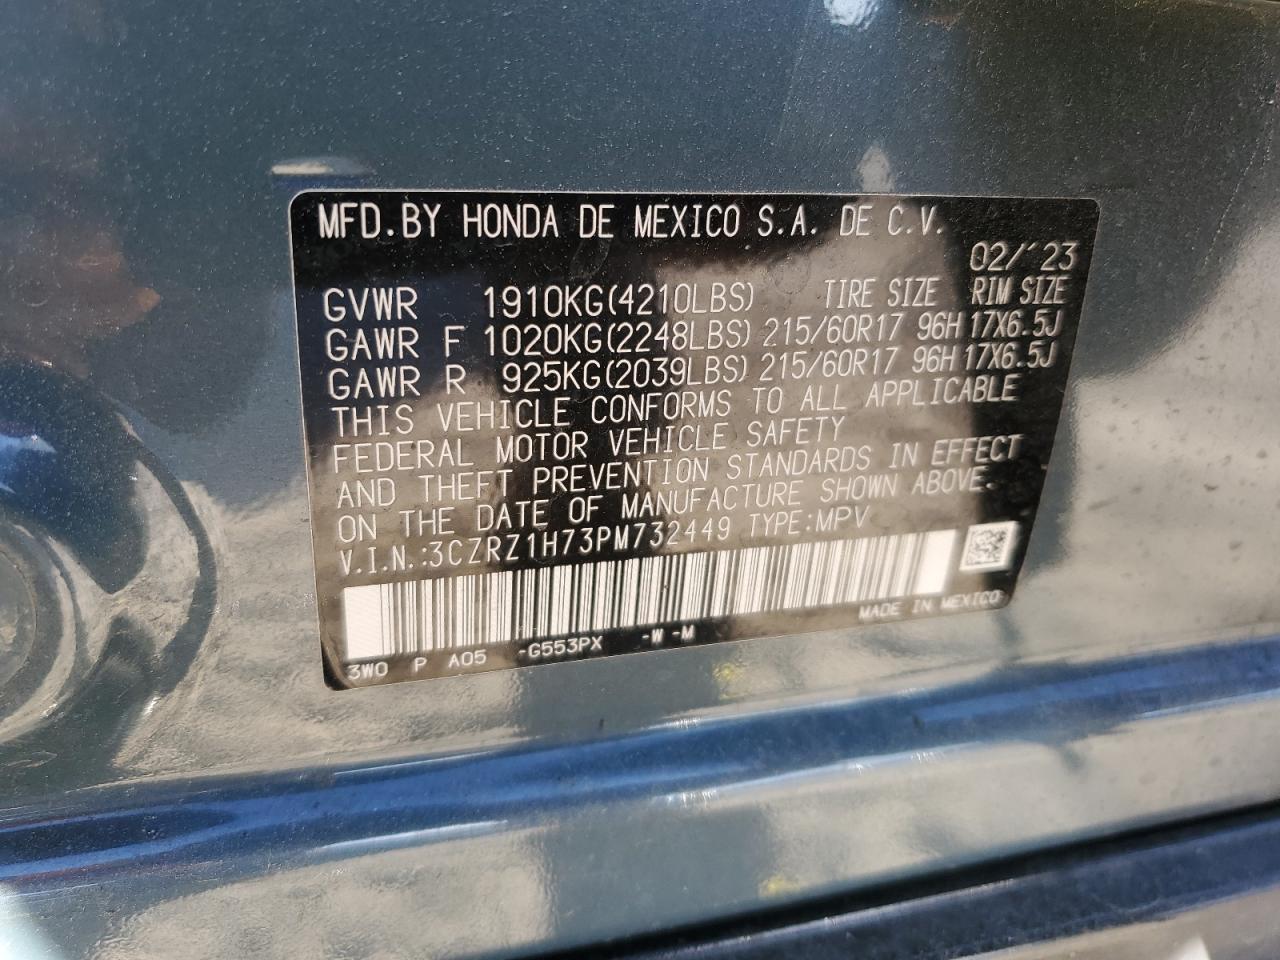 MFD.BY HONDA DE MEXICO S.A. DE C.V.
02/'23
GVWR 1910KG(4210LBS) TIRE SIZE RIM SIZE
GAWR F 1020KG(2248LBS) 215/60R17 96H 17X6.5J
GAWR R 925KG(2039LBS) 215/60R17 96H 17X6.5J
THIS VEHICLE CONFORMS TO ALL APPLICABLE
FEDERAL MOTOR VEHICLE SAFETY
AND THEFT PREVENTION STANDARDS IN EFFECT
ON THE DATE OF MANUFACTURE SHOWN ABOVE.
V.I.N.:3CZRZ1H73PM732449 TYPE:MPV
MADE IN MEXICO
3W0 P A05 -G553PX -W -M